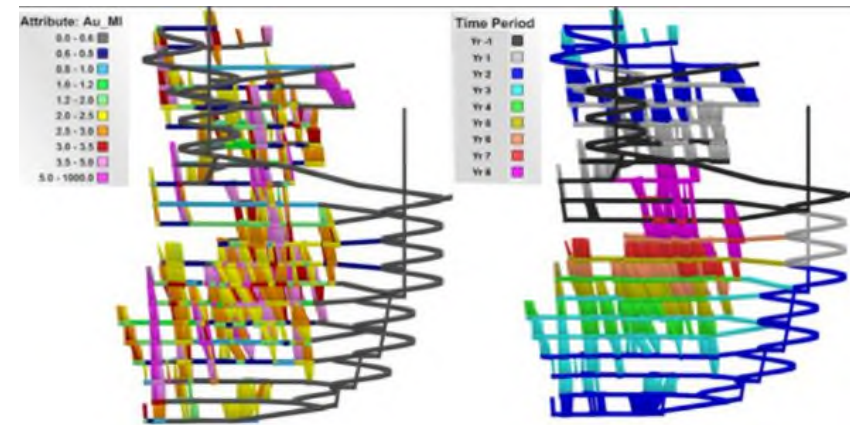 Attribute: Au_MI
0.0 - 0.6
0.6 - 0.8
0.8 - 1.0
1.0 - 1.2
1.2 - 2.0
2.0 - 2.5
2.5 - 3.0
3.0 - 3.5
3.5 - 5.0
5.0 - 1000.0
Time Period
Yr -1
Yr 1
Yr 2
Yr 3
Yr 4
Yr 5
Yr 6
Yr 7
Yr 8